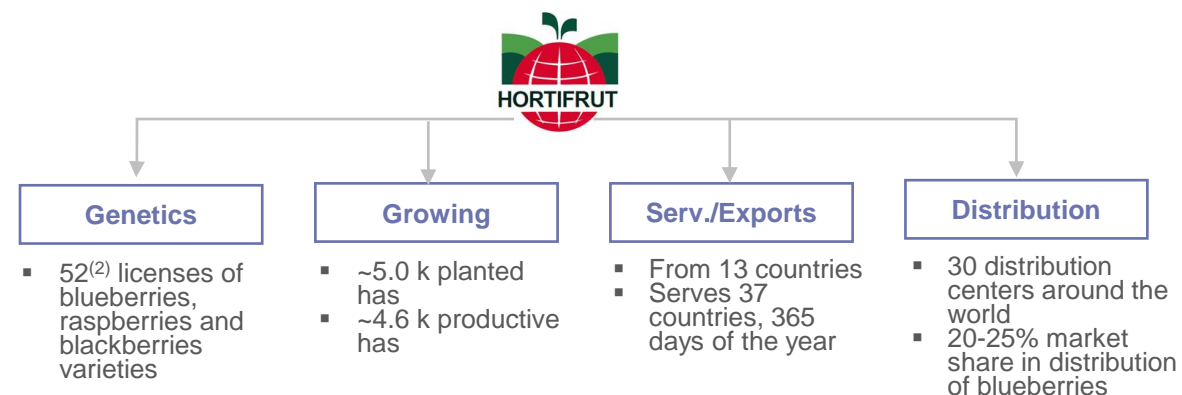 HORTIFRUT
Genetics
▪ 52(2) licenses of
blueberries,
raspberries and
blackberries
varieties
Growing
▪ ~5.0 k planted
has
▪ ~4.6 k productive
has
Serv./Exports
▪ From 13 countries
▪ Serves 37
countries, 365
days of the year
Distribution
▪ 30 distribution
centers around the
world
▪ 20-25% market
share in distribution
of blueberries